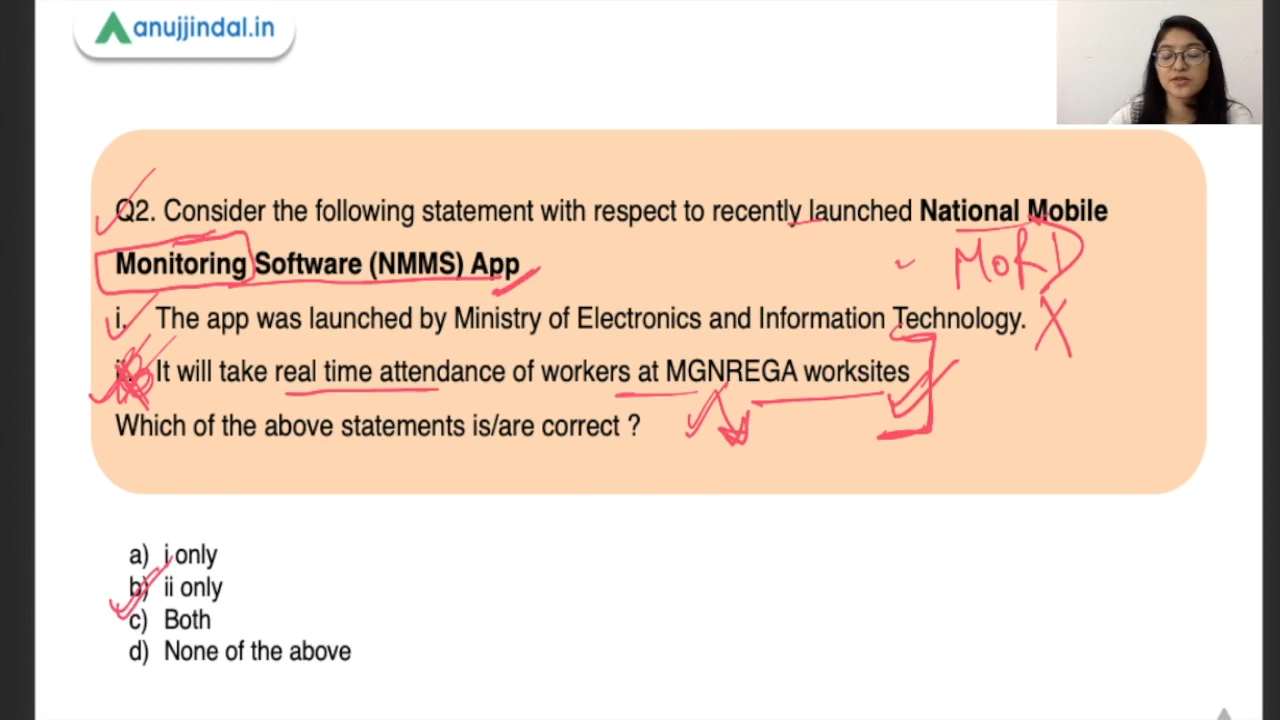 anujjindal.in
Q2. Consider the following statement with respect to recently launched National Mobile
Monitoring Software (NMMS) App
MoRD
i. The app was launched by Ministry of Electronics and Information Technology. X
It will take real time attendance of workers at MGNREGA worksites
Which of the above statements is/are correct ?
a) i only
b) ii only
c) Both
d) None of the above